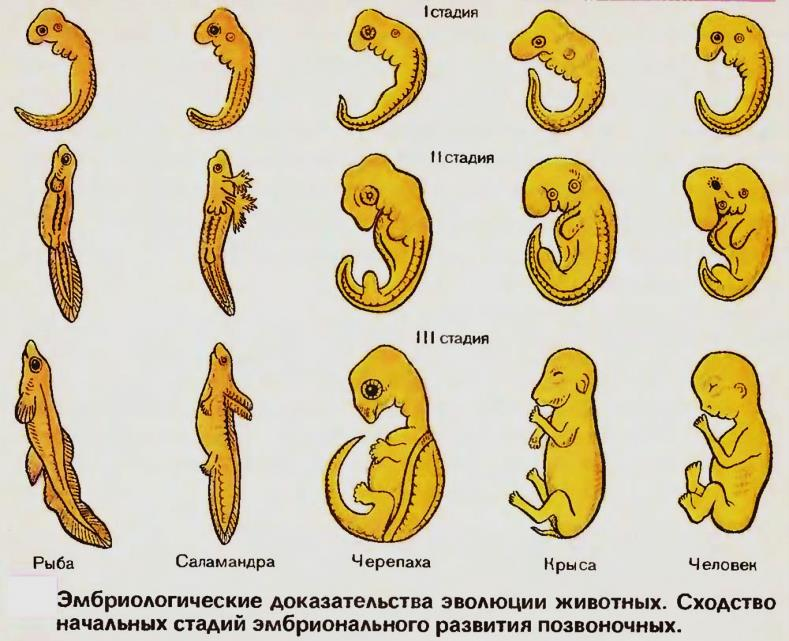 I стадия
II стадия
III стадия
Рыба Саламандра Черепаха Крыса Человек
Эмбриологические доказательства эволюции животных. Сходство
начальных стадий эмбрионального развития позвоночных.